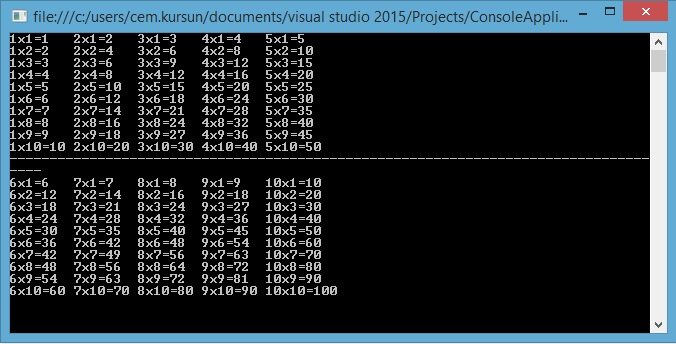 file:///c:/users/cem.kursun/documents/visual studio 2015/Projects/ConsoleAppli...
1x1=1 2x1=2 3x1=3 4x1=4 5x1=5
1x2=2 2x2=4 3x2=6 4x2=8 5x2=10
1x3=3 2x3=6 3x3=9 4x3=12 5x3=15
1x4=4 2x4=8 3x4=12 4x4=16 5x4=20
1x5=5 2x5=10 3x5=15 4x5=20 5x5=25
1x6=6 2x6=12 3x6=18 4x6=24 5x6=30
1x7=7 2x7=14 3x7=21 4x7=28 5x7=35
1x8=8 2x8=16 3x8=24 4x8=32 5x8=40
1x9=9 2x9=18 3x9=27 4x9=36 5x9=45
1x10=10 2x10=20 3x10=30 4x10=40 5x10=50
--------------------------------------------------------------------------------
----
6x1=6 7x1=7 8x1=8 9x1=9 10x1=10
6x2=12 7x2=14 8x2=16 9x2=18 10x2=20
6x3=18 7x3=21 8x3=24 9x3=27 10x3=30
6x4=24 7x4=28 8x4=32 9x4=36 10x4=40
6x5=30 7x5=35 8x5=40 9x5=45 10x5=50
6x6=36 7x6=42 8x6=48 9x6=54 10x6=60
6x7=42 7x7=49 8x7=56 9x7=63 10x7=70
6x8=48 7x8=56 8x8=64 9x8=72 10x8=80
6x9=54 7x9=63 8x9=72 9x9=81 10x9=90
6x10=60 7x10=70 8x10=80 9x10=90 10x10=100